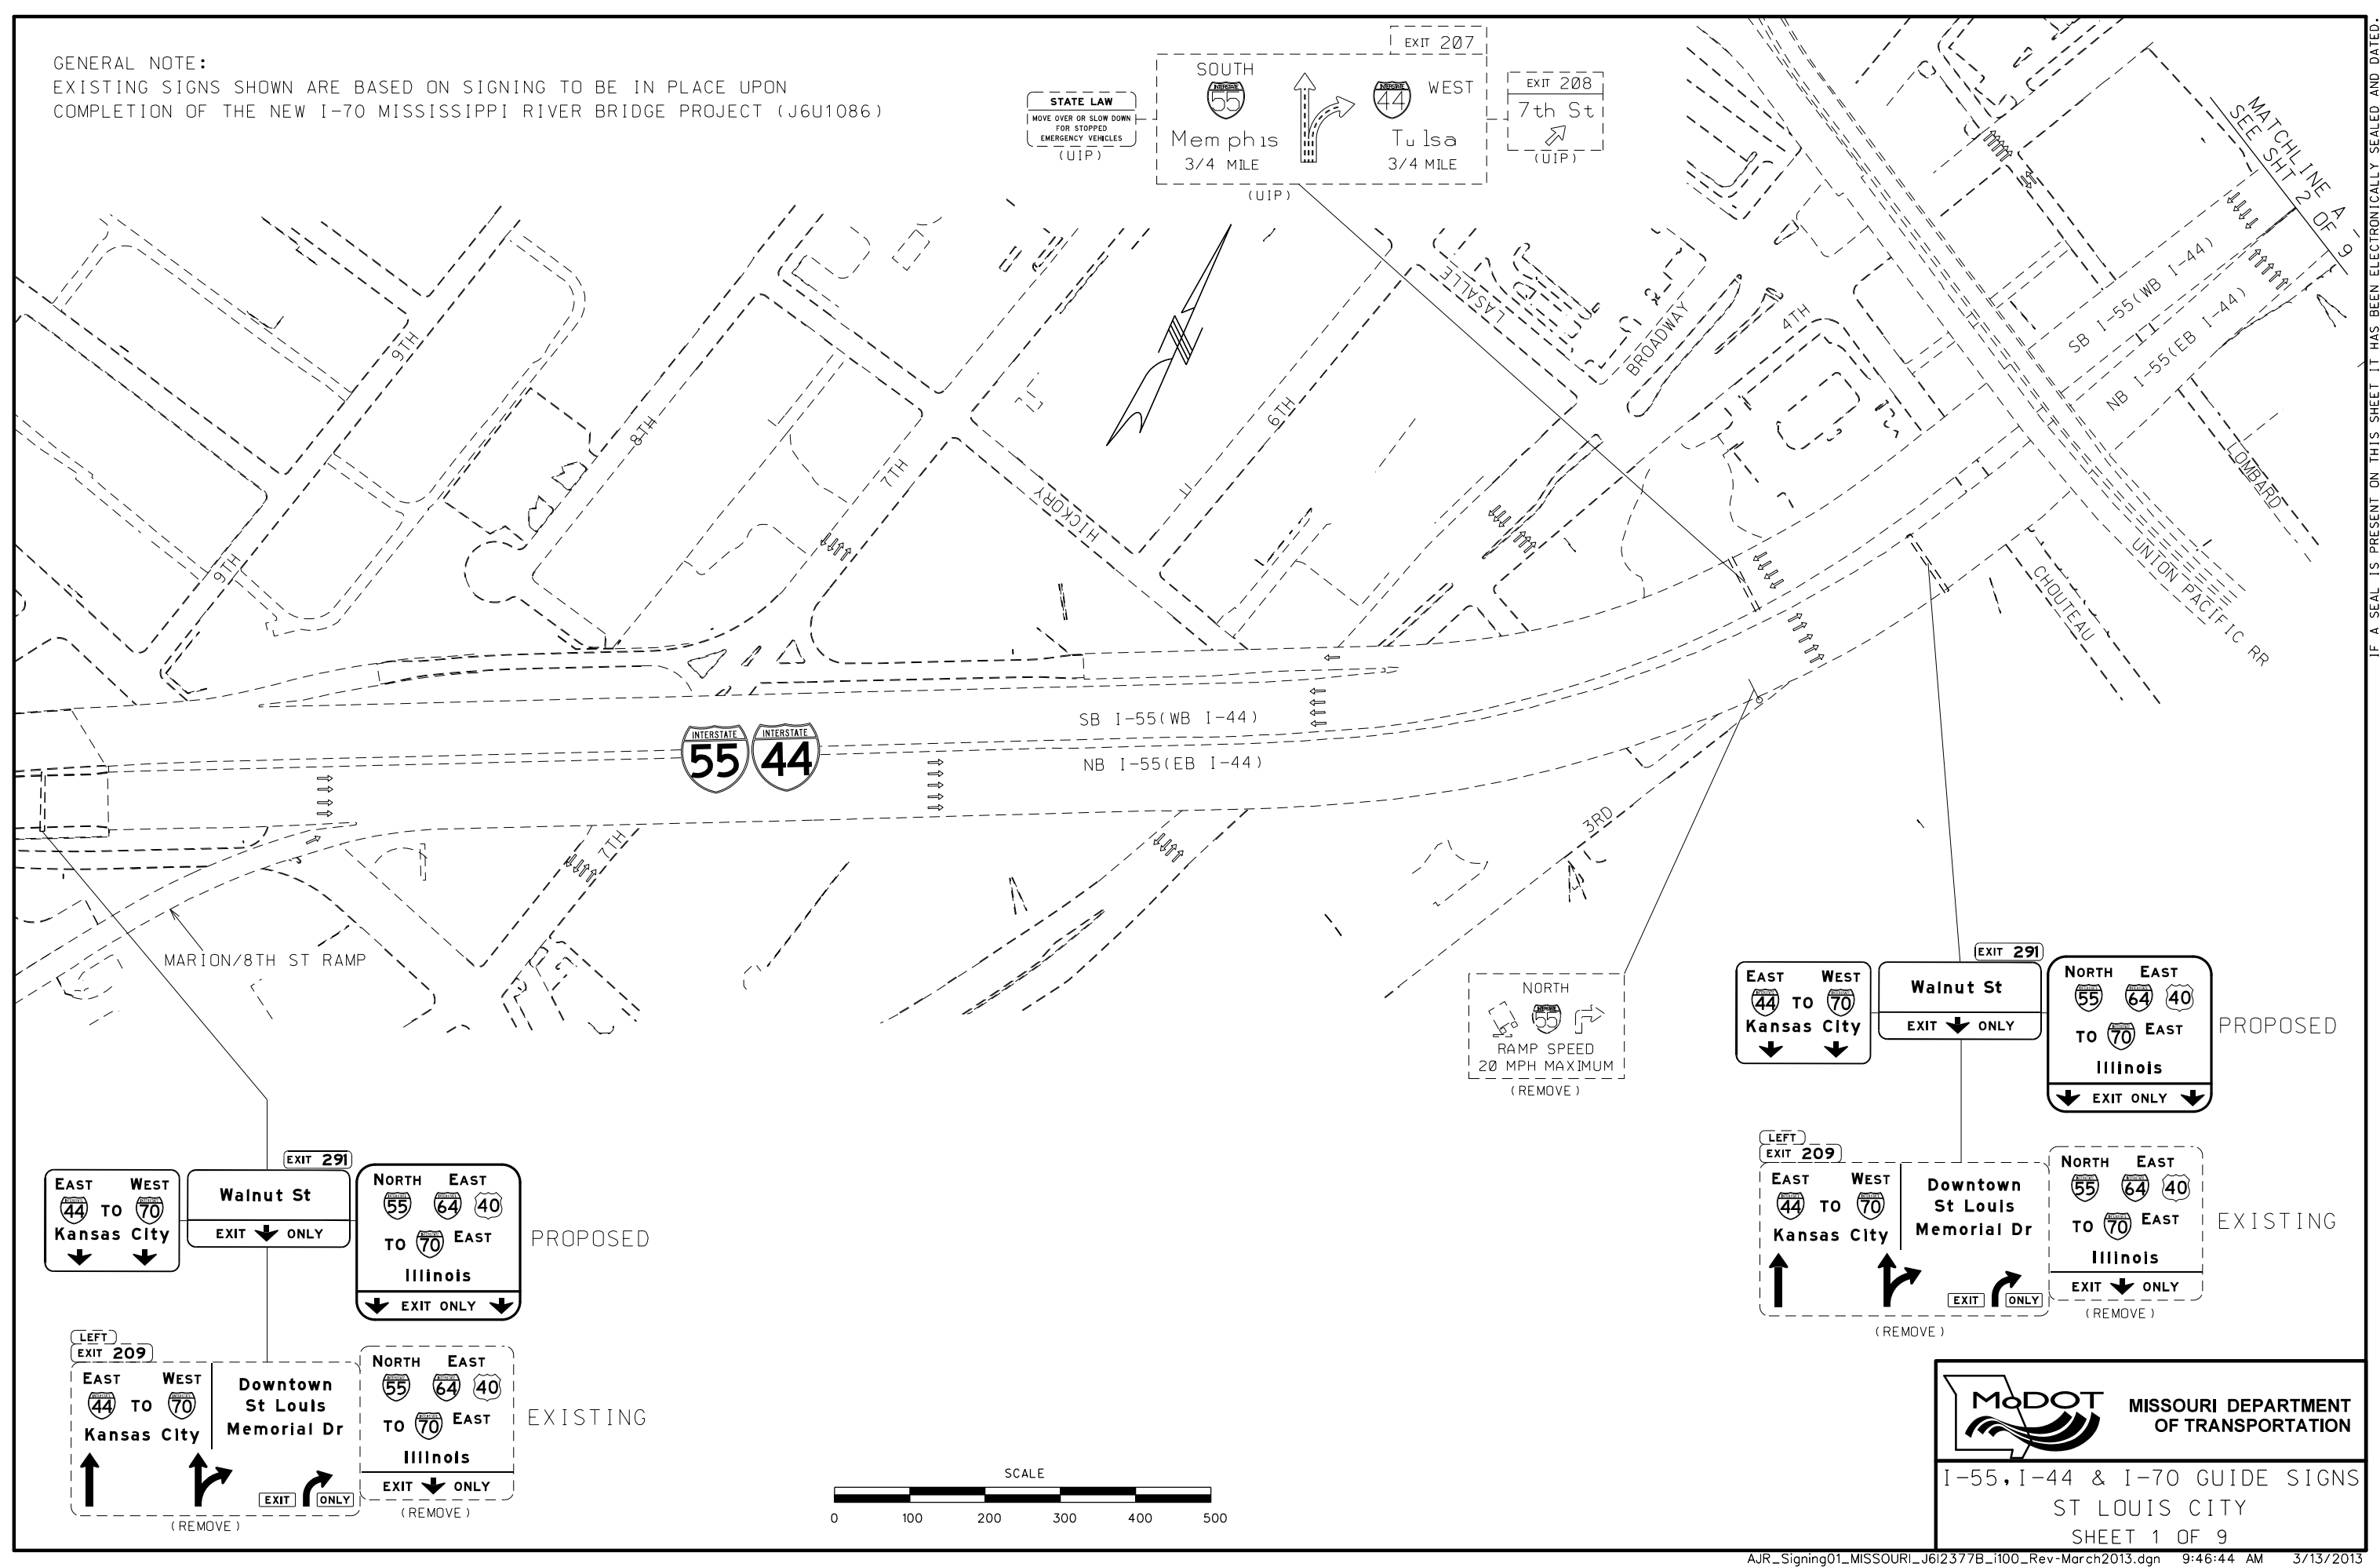 GENERAL NOTE:
EXISTING SIGNS SHOWN ARE BASED ON SIGNING TO BE IN PLACE UPON
COMPLETION OF THE NEW I-70 MISSISSIPPI RIVER BRIDGE PROJECT (J6U1086)
STATE LAW
MOVE OVER OR SLOW DOWN
FOR STOPPED
EMERGENCY VEHICLES
(UIP)
EXIT 207
SOUTH
INTERSTATE
55
Memphis
3/4 MILE
INTERSTATE
44
WEST
Tulsa
3/4 MILE
(UIP)
EXIT 208
7th St
(UIP)
MATCHLINE A
SEE SHT 2 OF 9
IF A SEAL IS PRESENT ON THIS SHEET IT HAS BEEN ELECTRONICALLY SEALED AND DATED.
9TH
9TH
8TH
7TH
HICKORY
6TH
LASALLE
BROADWAY
4TH
SB I-55(WB I-44)
NB I-55(EB I-44)
LOMBARD
UNION PACIFIC RR
CHOUTEAU
SB I-55(WB I-44)
NB I-55(EB I-44)
INTERSTATE
55
INTERSTATE
44
3RD
7TH
MARION/8TH ST RAMP
NORTH
INTERSTATE
55
RAMP SPEED
20 MPH MAXIMUM
(REMOVE)
EAST WEST
44 TO 70
Kansas City
EXIT 291
Walnut St
EXIT ONLY
NORTH EAST
55 64 40
TO 70 EAST
Illinois
EXIT ONLY
PROPOSED
LEFT
EXIT 209
EAST WEST
44 TO 70
Kansas City
Downtown
St Louis
Memorial Dr
EXIT ONLY
(REMOVE)
NORTH EAST
55 64 40
TO 70 EAST
Illinois
EXIT ONLY
(REMOVE)
EXISTING
EAST WEST
44 TO 70
Kansas City
EXIT 291
Walnut St
EXIT ONLY
NORTH EAST
55 64 40
TO 70 EAST
Illinois
EXIT ONLY
PROPOSED
LEFT
EXIT 209
EAST WEST
44 TO 70
Kansas City
Downtown
St Louis
Memorial Dr
EXIT ONLY
(REMOVE)
NORTH EAST
55 64 40
TO 70 EAST
Illinois
EXIT ONLY
(REMOVE)
EXISTING
SCALE
0 100 200 300 400 500
MoDOT
MISSOURI DEPARTMENT
OF TRANSPORTATION
I-55, I-44 & I-70 GUIDE SIGNS
ST LOUIS CITY
SHEET 1 OF 9
AJR_Signing01_MISSOURI_J6I2377B_i100_Rev-March2013.dgn 9:46:44 AM 3/13/2013